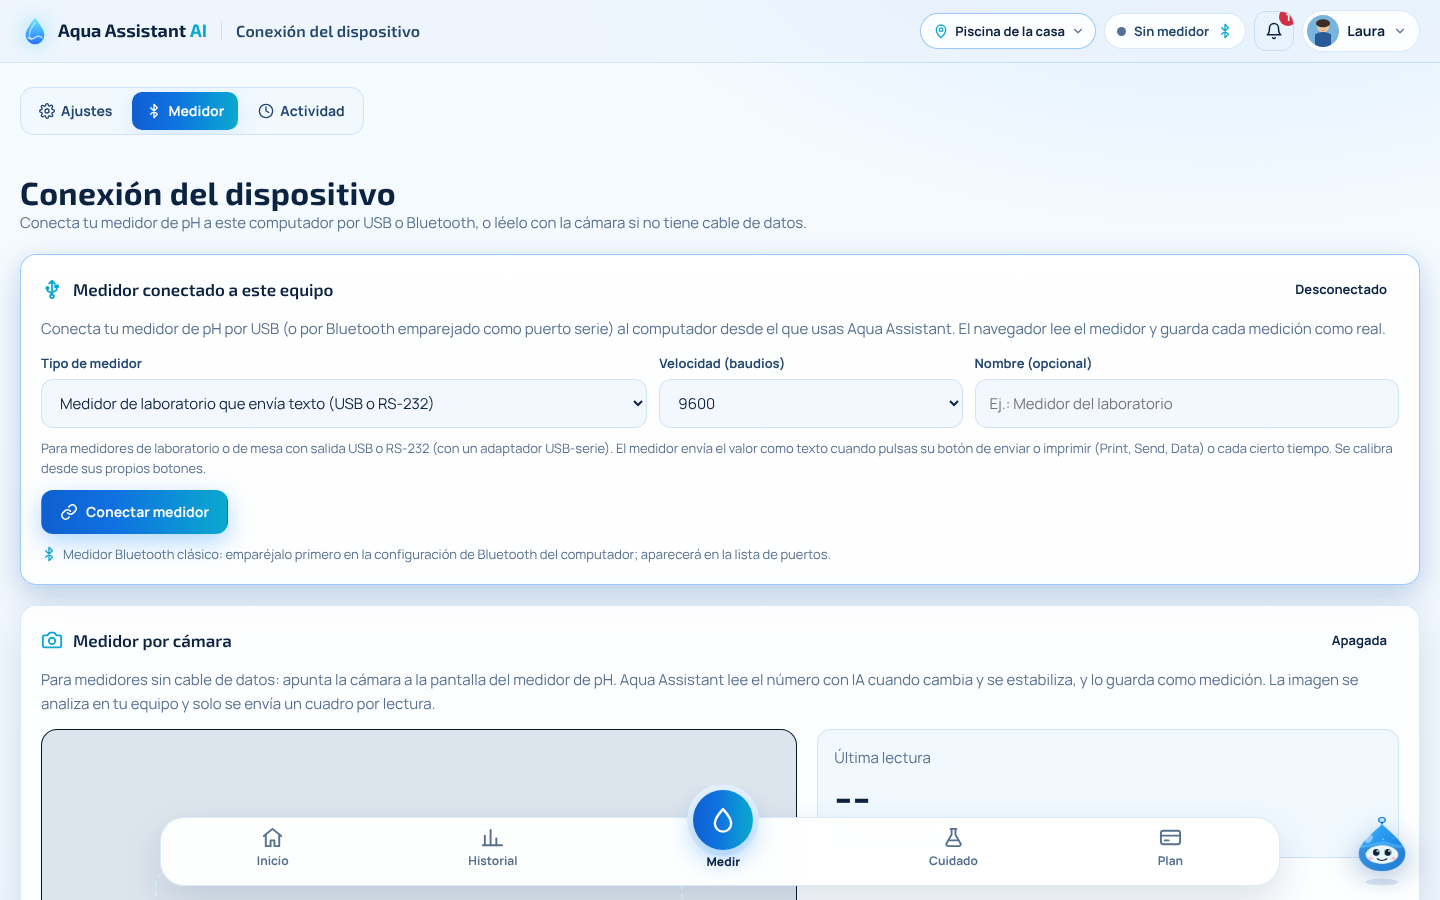 Aqua Assistant AI
Conexión del dispositivo
Piscina de la casa
Sin medidor
Laura
Ajustes
Medidor
Actividad
Conexión del dispositivo
Conecta tu medidor de pH a este computador por USB o Bluetooth, o léelo con la cámara si no tiene cable de datos.
Medidor conectado a este equipo
Desconectado
Conecta tu medidor de pH por USB (o por Bluetooth emparejado como puerto serie) al computador desde el que usas Aqua Assistant. El navegador lee el medidor y guarda cada medición como real.
Tipo de medidor
Velocidad (baudios)
Nombre (opcional)
Medidor de laboratorio que envía texto (USB o RS-232)
9600
Ej.: Medidor del laboratorio
Para medidores de laboratorio o de mesa con salida USB o RS-232 (con un adaptador USB-serie). El medidor envía el valor como texto cuando pulsas su botón de enviar o imprimir (Print, Send, Data) o cada cierto tiempo. Se calibra
desde sus propios botones.
Conectar medidor
Medidor Bluetooth clásico: emparéjalo primero en la configuración de Bluetooth del computador; aparecerá en la lista de puertos.
Medidor por cámara
Apagada
Para medidores sin cable de datos: apunta la cámara a la pantalla del medidor de pH. Aqua Assistant lee el número con IA cuando cambia y se estabiliza, y lo guarda como medición. La imagen se
analiza en tu equipo y solo se envía un cuadro por lectura.
Última lectura
--
Inicio
Historial
Medir
Cuidado
Plan